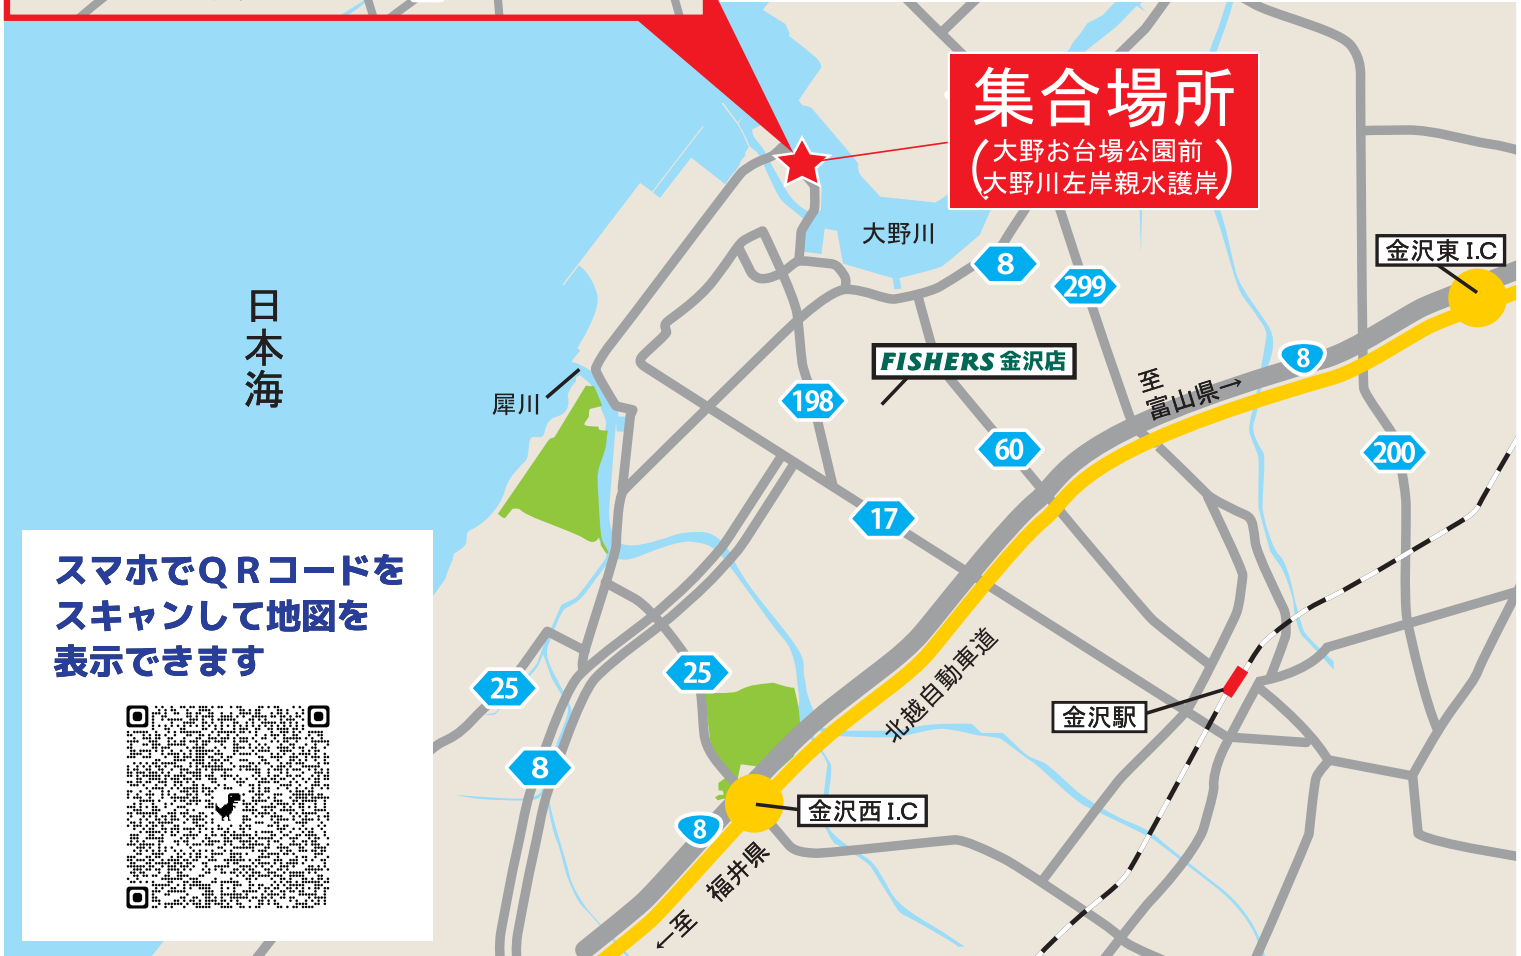 集合場所
(大野お台場公園前
大野川左岸親水護岸)
大野川
8
299
金沢東I.C
日本海
FISHERS 金沢店
8
至
富山県→
犀川
198
60
200
17
スマホでQRコードを
スキャンして地図を
表示できます
25
25
北越自動車道
金沢駅
8
金沢西I.C
8
←至 福井県